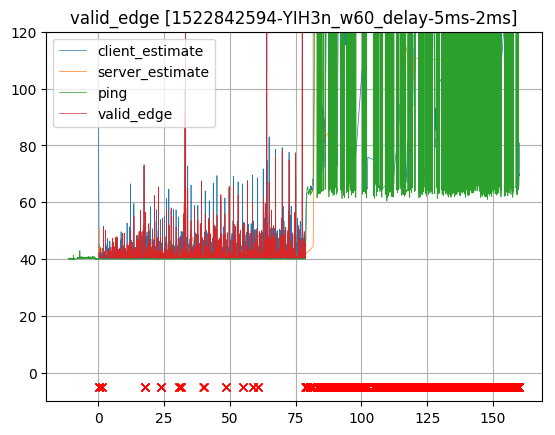 valid_edge [1522842594-YIH3n_w60_delay-5ms-2ms]
120
100
80
60
40
20
0
client_estimate
server_estimate
ping
valid_edge
0
25
50
75
100
125
150